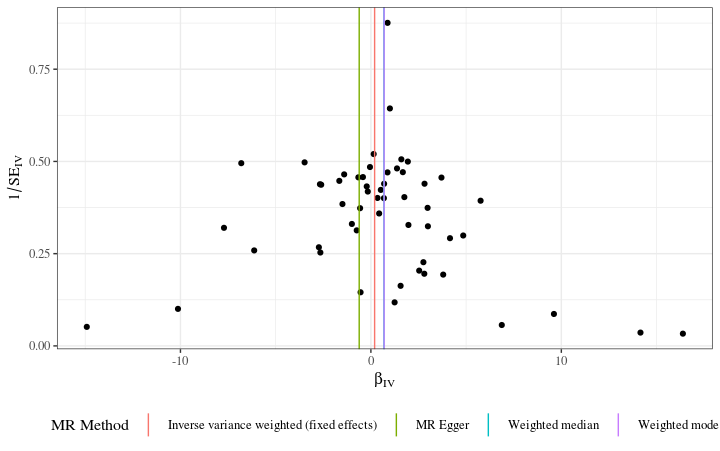 0.75
0.50
0.25
0.00
1/SE_IV
-10
0
10
β_IV
MR Method Inverse variance weighted (fixed effects) MR Egger Weighted median Weighted mode